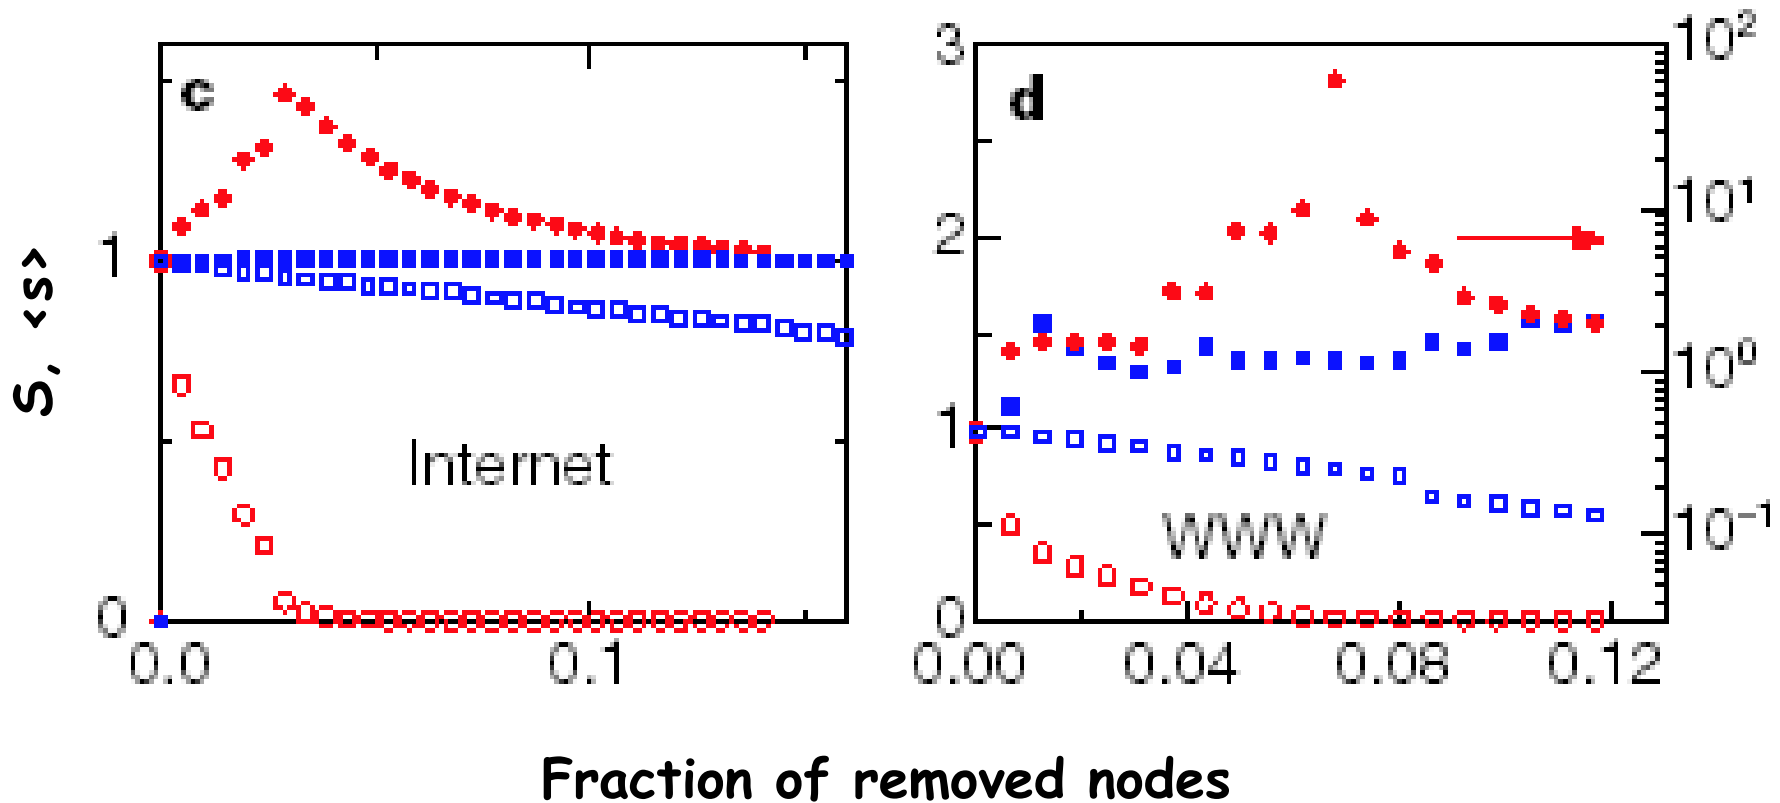 c
1
0
0.0
0.1
Internet
d
3
2
1
0
0.00
0.04
0.08
0.12
WWW
10²
10¹
10⁰
10⁻¹
S, <s>
Fraction of removed nodes